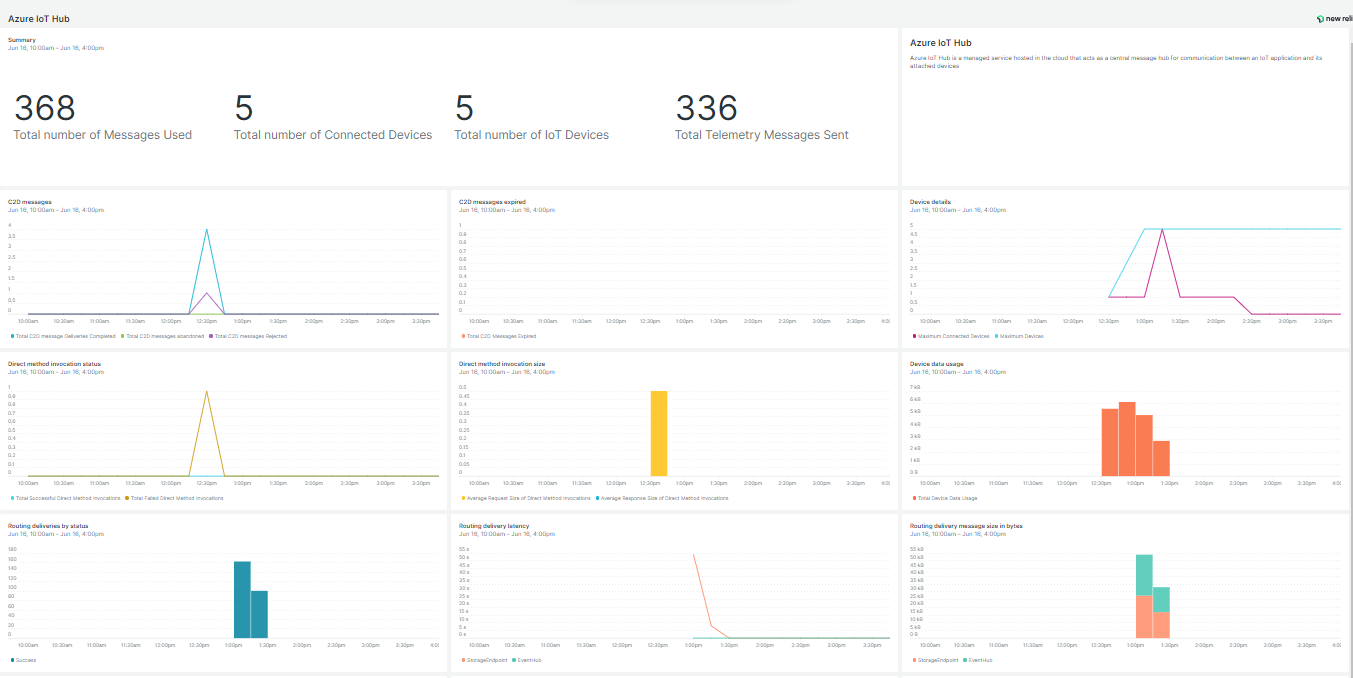 Azure IoT Hub
new reli
Summary
Jun 16, 10:00am – Jun 16, 4:00pm
368
Total number of Messages Used
5
Total number of Connected Devices
5
Total number of IoT Devices
336
Total Telemetry Messages Sent
Azure IoT Hub
Azure IoT Hub is a managed service hosted in the cloud that acts as a central message hub for communication between an IoT application and its
attached devices
C2D messages
Jun 16, 10:00am – Jun 16, 4:00pm
4
3.5
3
2.5
2
1.5
1
0.5
0
10:00am 10:30am 11:00am 11:30am 12:00pm 12:30pm 1:00pm 1:30pm 2:00pm 2:30pm 3:00pm 3:30pm
Total C2D message Deliveries Completed Total C2D messages abandoned Total C2D messages Rejected
C2D messages expired
Jun 16, 10:00am – Jun 16, 4:00pm
1
0.9
0.8
0.7
0.6
0.5
0.4
0.3
0.2
0.1
0
10:00am 10:30am 11:00am 11:30am 12:00pm 12:30pm 1:00pm 1:30pm 2:00pm 2:30pm 3:00pm 3:30pm 4:0
Total C2D Messages Expired
Device details
Jun 16, 10:00am – Jun 16, 4:00pm
5
4.5
4
3.5
3
2.5
2
1.5
1
0.5
0
10:00am 10:30am 11:00am 11:30am 12:00pm 12:30pm 1:00pm 1:30pm 2:00pm 2:30pm 3:00pm 3:30pm
Maximum Connected Devices Maximum Devices
Direct method invocation status
Jun 16, 10:00am – Jun 16, 4:00pm
1
0.9
0.8
0.7
0.6
0.5
0.4
0.3
0.2
0.1
0
10:00am 10:30am 11:00am 11:30am 12:00pm 12:30pm 1:00pm 1:30pm 2:00pm 2:30pm 3:00pm 3:30pm
Total Successful Direct Method Invocations Total Failed Direct Method Invocations
Direct method invocation size
Jun 16, 10:00am – Jun 16, 4:00pm
0.5
0.45
0.4
0.35
0.3
0.25
0.2
0.15
0.1
0.05
0
10:00am 10:30am 11:00am 11:30am 12:00pm 12:30pm 1:00pm 1:30pm 2:00pm 2:30pm 3:00pm 3:30pm 4:0
Average Request Size of Direct Method Invocations Average Response Size of Direct Method Invocations
Device data usage
Jun 16, 10:00am – Jun 16, 4:00pm
7 kB
6 kB
5 kB
4 kB
3 kB
2 kB
1 kB
0 B
10:00am 10:30am 11:00am 11:30am 12:00pm 12:30pm 1:00pm 1:30pm 2:00pm 2:30pm 3:00pm 3:30pm 4:0
Total Device Data Usage
Routing deliveries by status
Jun 16, 10:00am – Jun 16, 4:00pm
180
160
140
120
100
80
60
40
20
0
10:00am 10:30am 11:00am 11:30am 12:00pm 12:30pm 1:00pm 1:30pm 2:00pm 2:30pm 3:00pm 3:30pm 4:0
Success
Routing delivery latency
Jun 16, 10:00am – Jun 16, 4:00pm
55 s
50 s
45 s
40 s
35 s
30 s
25 s
20 s
15 s
10 s
5 s
0 s
10:00am 10:30am 11:00am 11:30am 12:00pm 12:30pm 1:00pm 1:30pm 2:00pm 2:30pm 3:00pm 3:30pm
StorageEndpoint EventHub
Routing delivery message size in bytes
Jun 16, 10:00am – Jun 16, 4:00pm
55 kB
50 kB
45 kB
40 kB
35 kB
30 kB
25 kB
20 kB
15 kB
10 kB
5 kB
0 B
10:00am 10:30am 11:00am 11:30am 12:00pm 12:30pm 1:00pm 1:30pm 2:00pm 2:30pm 3:00pm 3:30pm 4:0
StorageEndpoint EventHub